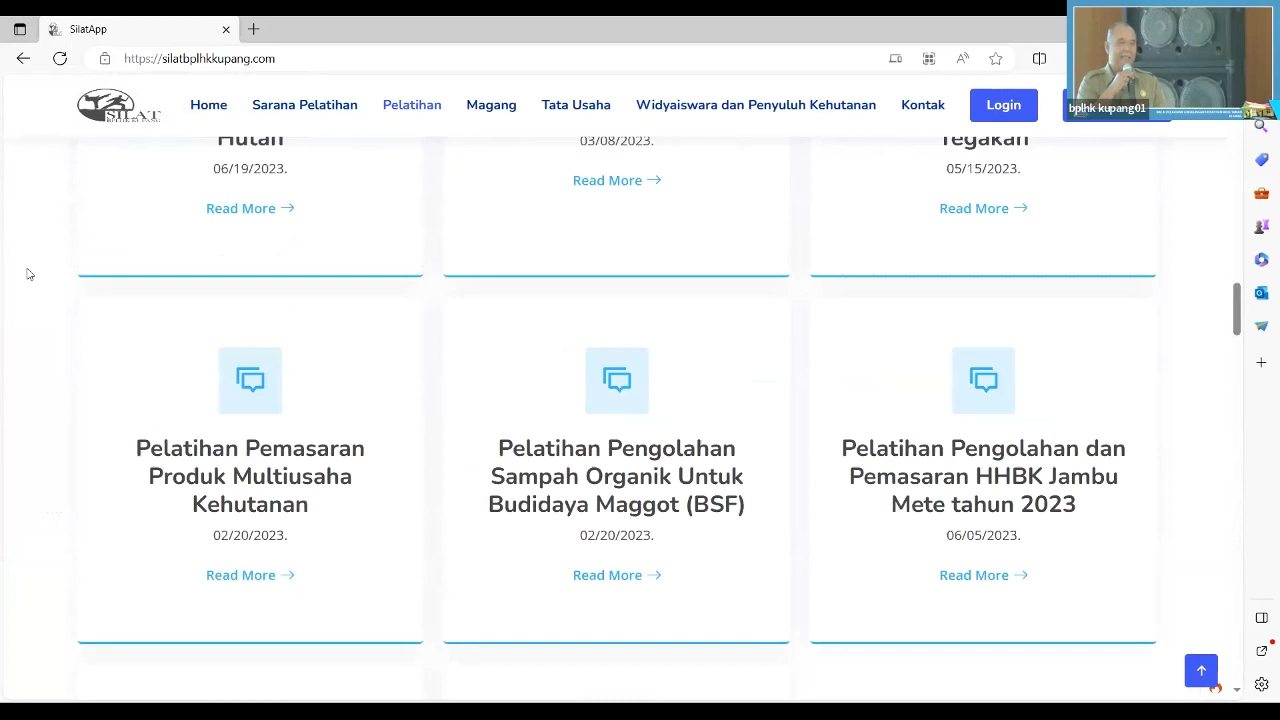 SilatApp
https://silatbplhkkupang.com
bplhk kupang01
SILAT
Home
Sarana Pelatihan
Pelatihan
Magang
Tata Usaha
Widyaiswara dan Penyuluh Kehutanan
Kontak
Login
Hutan
06/19/2023.
Read More
03/08/2023.
Read More
Tegakan
05/15/2023.
Read More
Pelatihan Pemasaran
Produk Multiusaha
Kehutanan
02/20/2023.
Read More
Pelatihan Pengolahan
Sampah Organik Untuk
Budidaya Maggot (BSF)
02/20/2023.
Read More
Pelatihan Pengolahan dan
Pemasaran HHBK Jambu
Mete tahun 2023
06/05/2023.
Read More